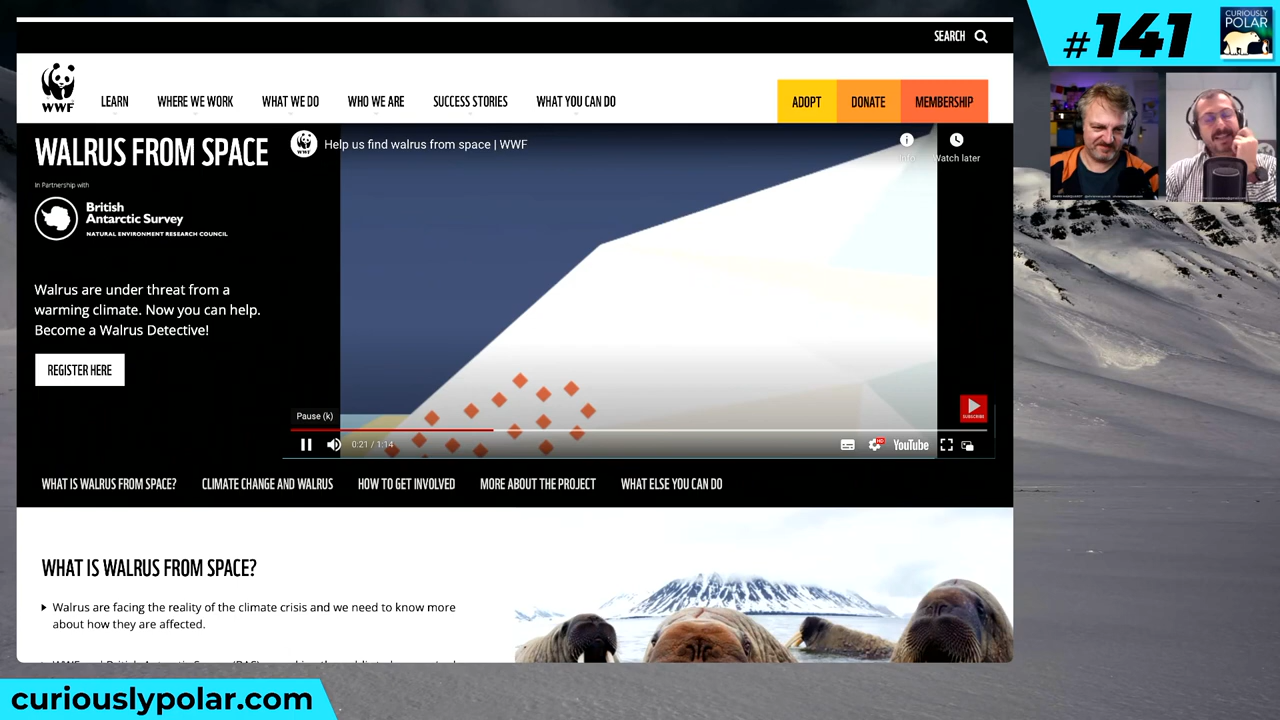 #141
CURIOUSLY
POLAR
SEARCH
WWF
LEARN
WHERE WE WORK
WHAT WE DO
WHO WE ARE
SUCCESS STORIES
WHAT YOU CAN DO
ADOPT
DONATE
MEMBERSHIP
WALRUS FROM SPACE
Help us find walrus from space | WWF
Info
Watch later
In Partnership with
British
Antarctic Survey
NATURAL ENVIRONMENT RESEARCH COUNCIL
Walrus are under threat from a
warming climate. Now you can help.
Become a Walrus Detective!
REGISTER HERE
SUBSCRIBE
Pause (k)
0:21 / 1:14
HD
YouTube
WHAT IS WALRUS FROM SPACE?
CLIMATE CHANGE AND WALRUS
HOW TO GET INVOLVED
MORE ABOUT THE PROJECT
WHAT ELSE YOU CAN DO
WHAT IS WALRUS FROM SPACE?
Walrus are facing the reality of the climate crisis and we need to know more
about how they are affected.
curiouslypolar.com